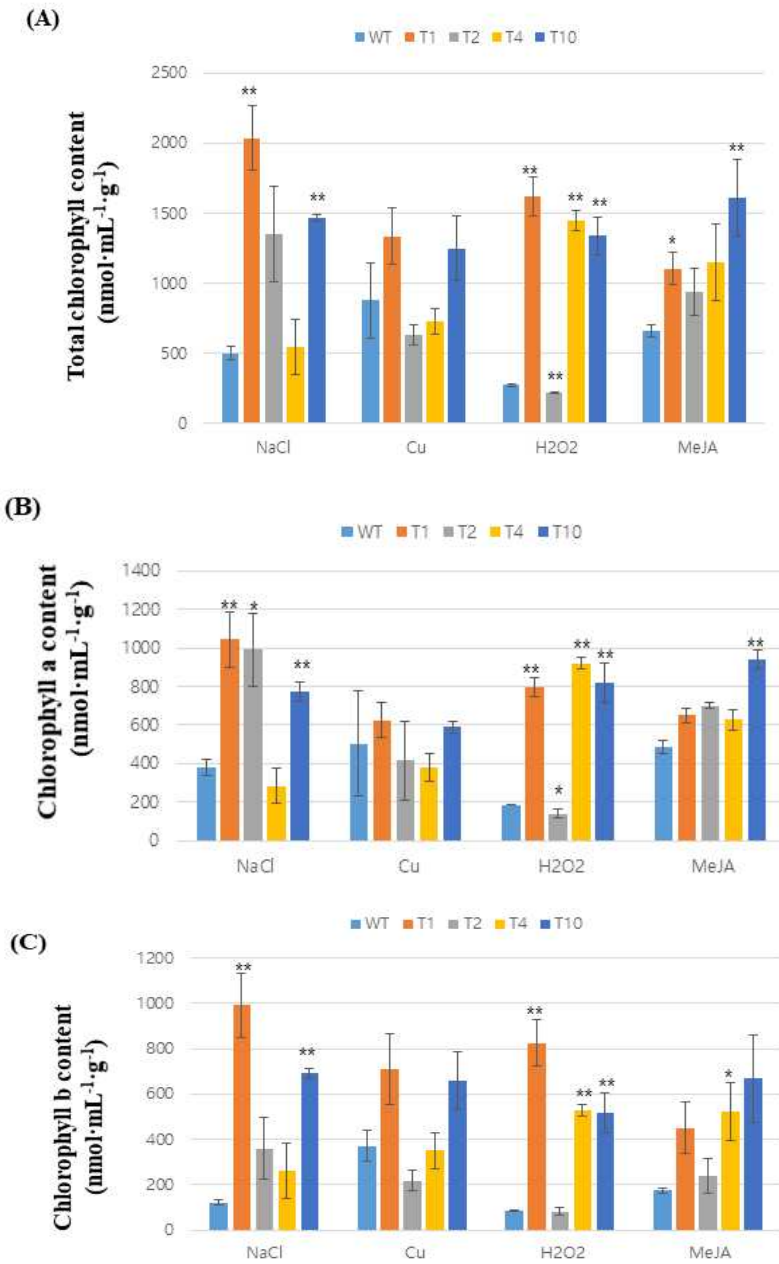 (A)
WT T1 T2 T4 T10
Total chlorophyll content
(nmol·mL-1·g-1)
2500
2000
1500
1000
500
0
** ** ** ** ** ** * **
NaCl Cu H2O2 MeJA
(B)
WT T1 T2 T4 T10
Chlorophyll a content
(nmol·mL-1·g-1)
1400
1200
1000
800
600
400
200
0
** * ** ** * ** ** **
NaCl Cu H2O2 MeJA
(C)
WT T1 T2 T4 T10
Chlorophyll b content
(nmol·mL-1·g-1)
1200
1000
800
600
400
200
0
** ** ** ** ** *
NaCl Cu H2O2 MeJA